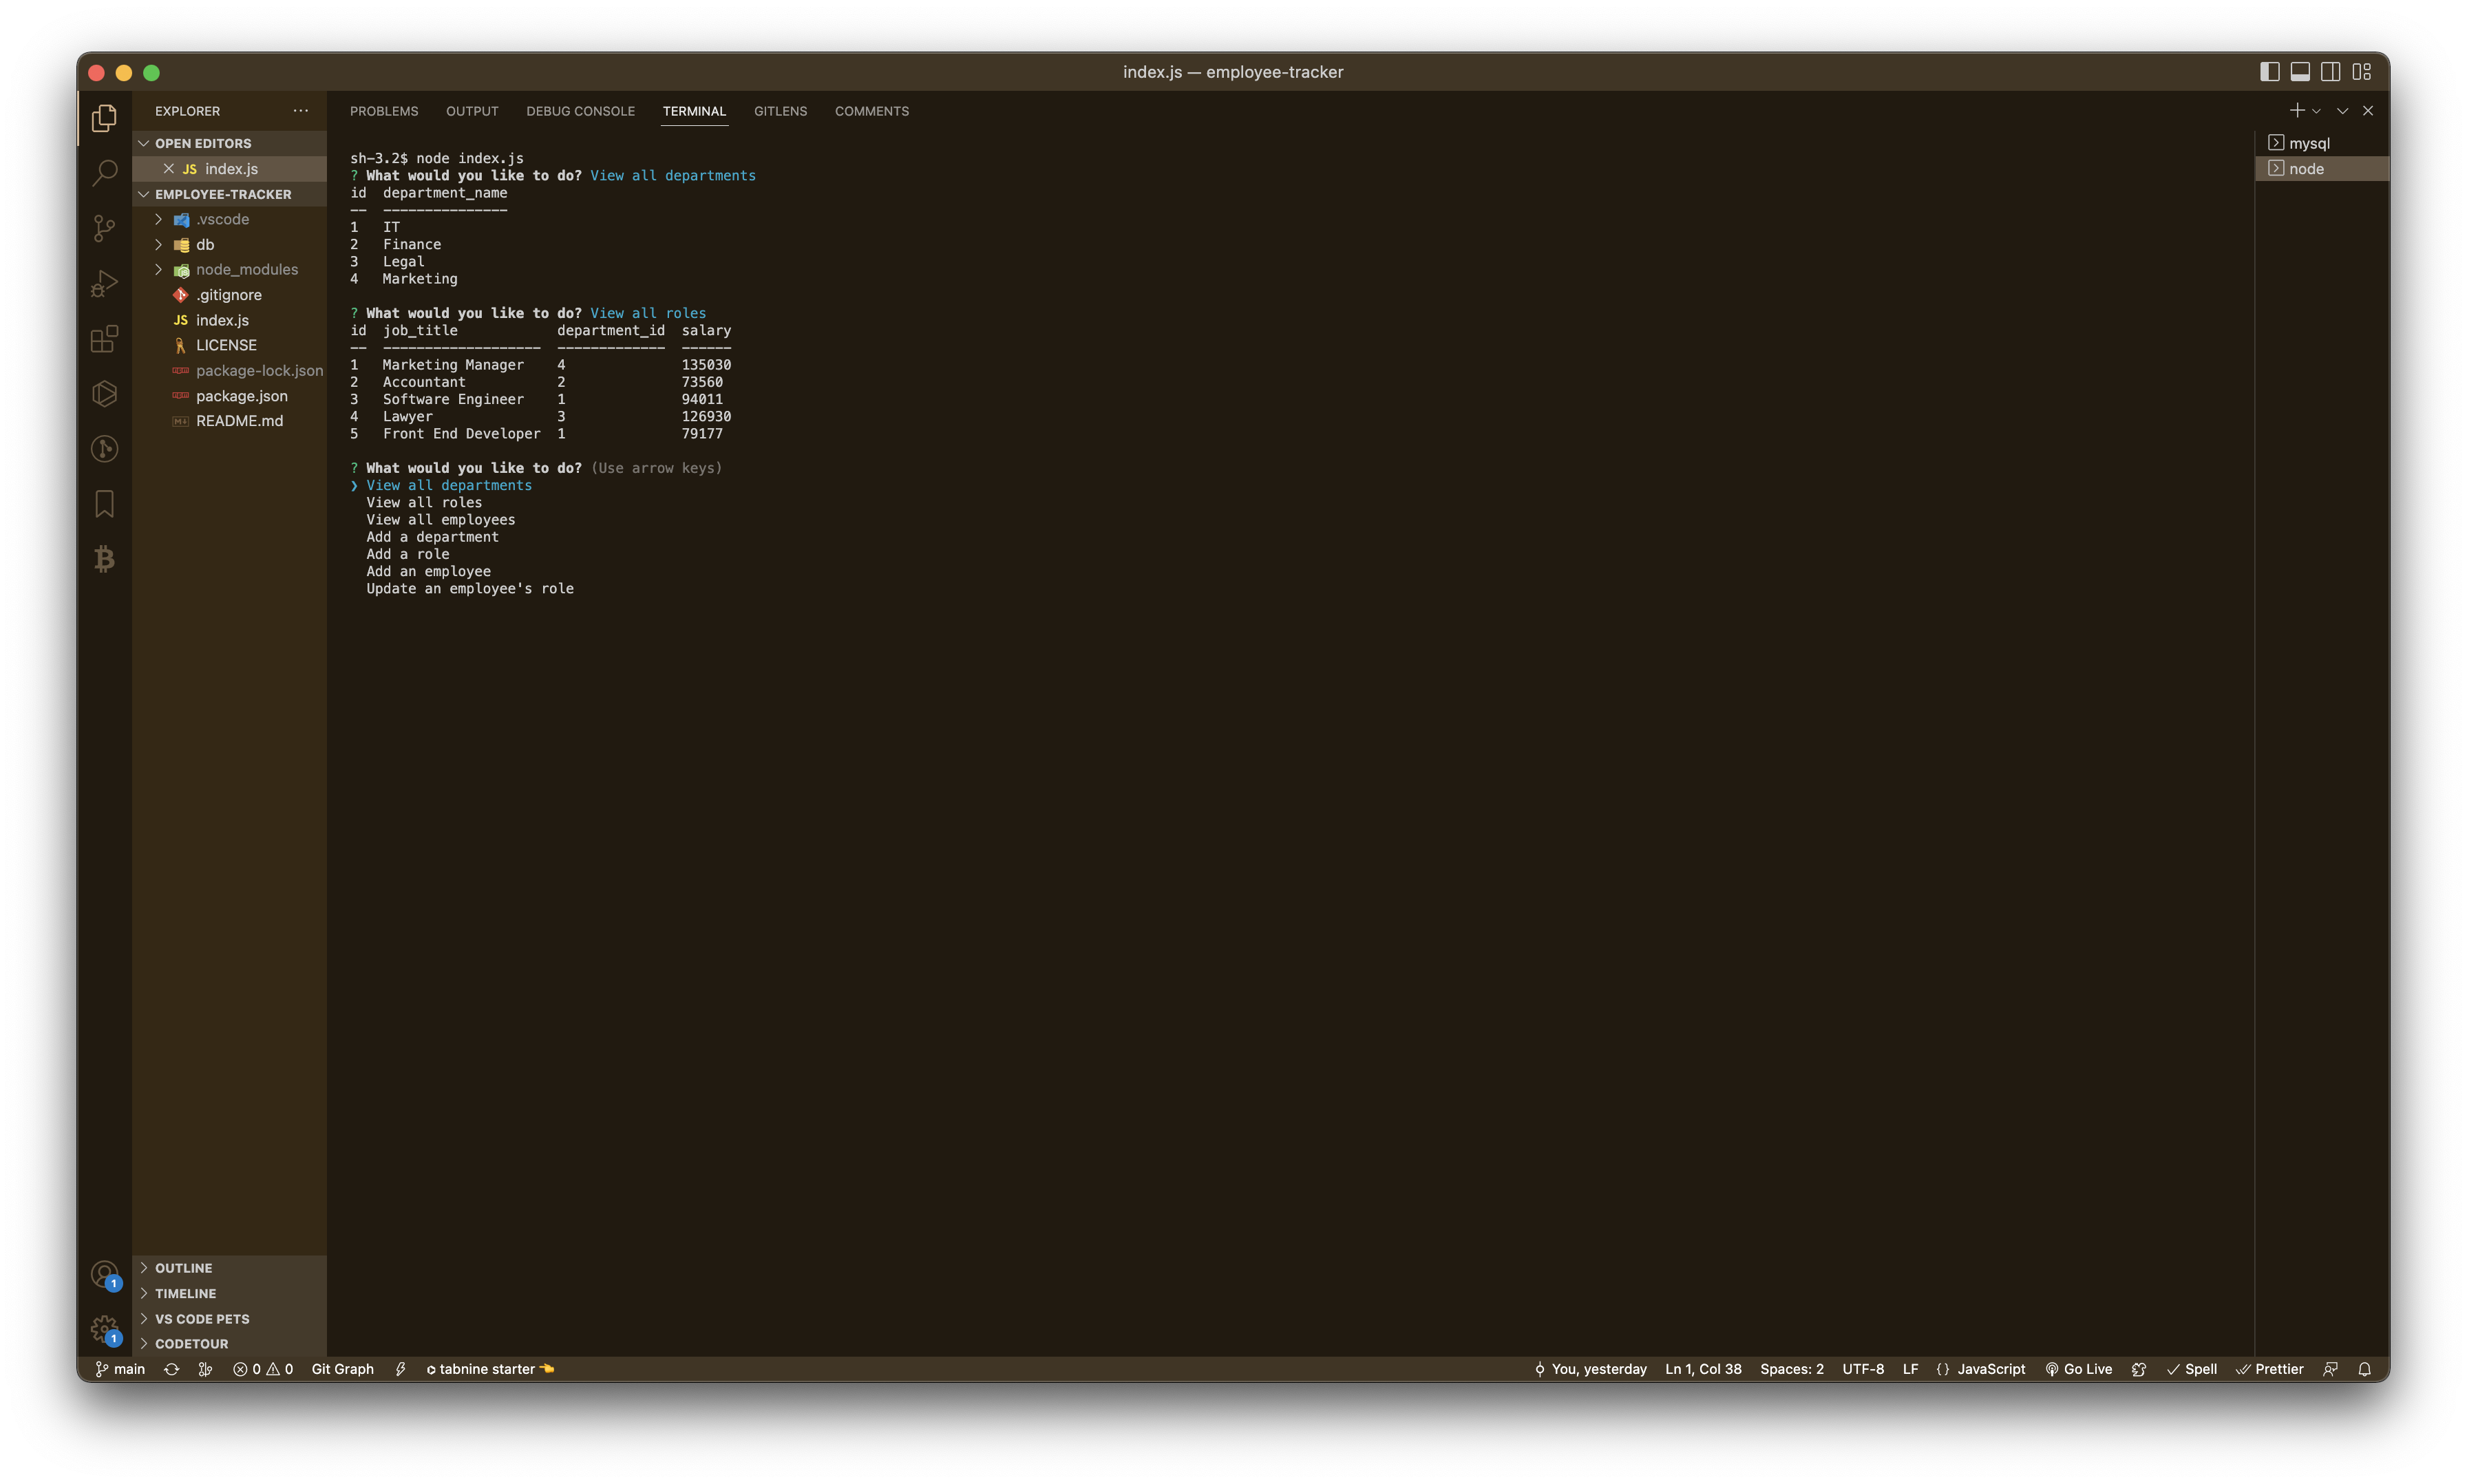 index.js — employee-tracker
EXPLORER
OPEN EDITORS
JS index.js
EMPLOYEE-TRACKER
.vscode
db
node_modules
.gitignore
JS index.js
LICENSE
package-lock.json
package.json
README.md
OUTLINE
TIMELINE
VS CODE PETS
CODETOUR
PROBLEMS OUTPUT DEBUG CONSOLE TERMINAL GITLENS COMMENTS
sh-3.2$ node index.js
? What would you like to do? View all departments
id department_name
-- ---------------
1 IT
2 Finance
3 Legal
4 Marketing
? What would you like to do? View all roles
id job_title department_id salary
-- ------------------- ------------- ------
1 Marketing Manager 4 135030
2 Accountant 2 73560
3 Software Engineer 1 94011
4 Lawyer 3 126930
5 Front End Developer 1 79177
? What would you like to do? (Use arrow keys)
❯ View all departments
View all roles
View all employees
Add a department
Add a role
Add an employee
Update an employee's role
mysql
node
1
1
main 0 0 Git Graph tabnine starter You, yesterday Ln 1, Col 38 Spaces: 2 UTF-8 LF {} JavaScript Go Live Spell Prettier